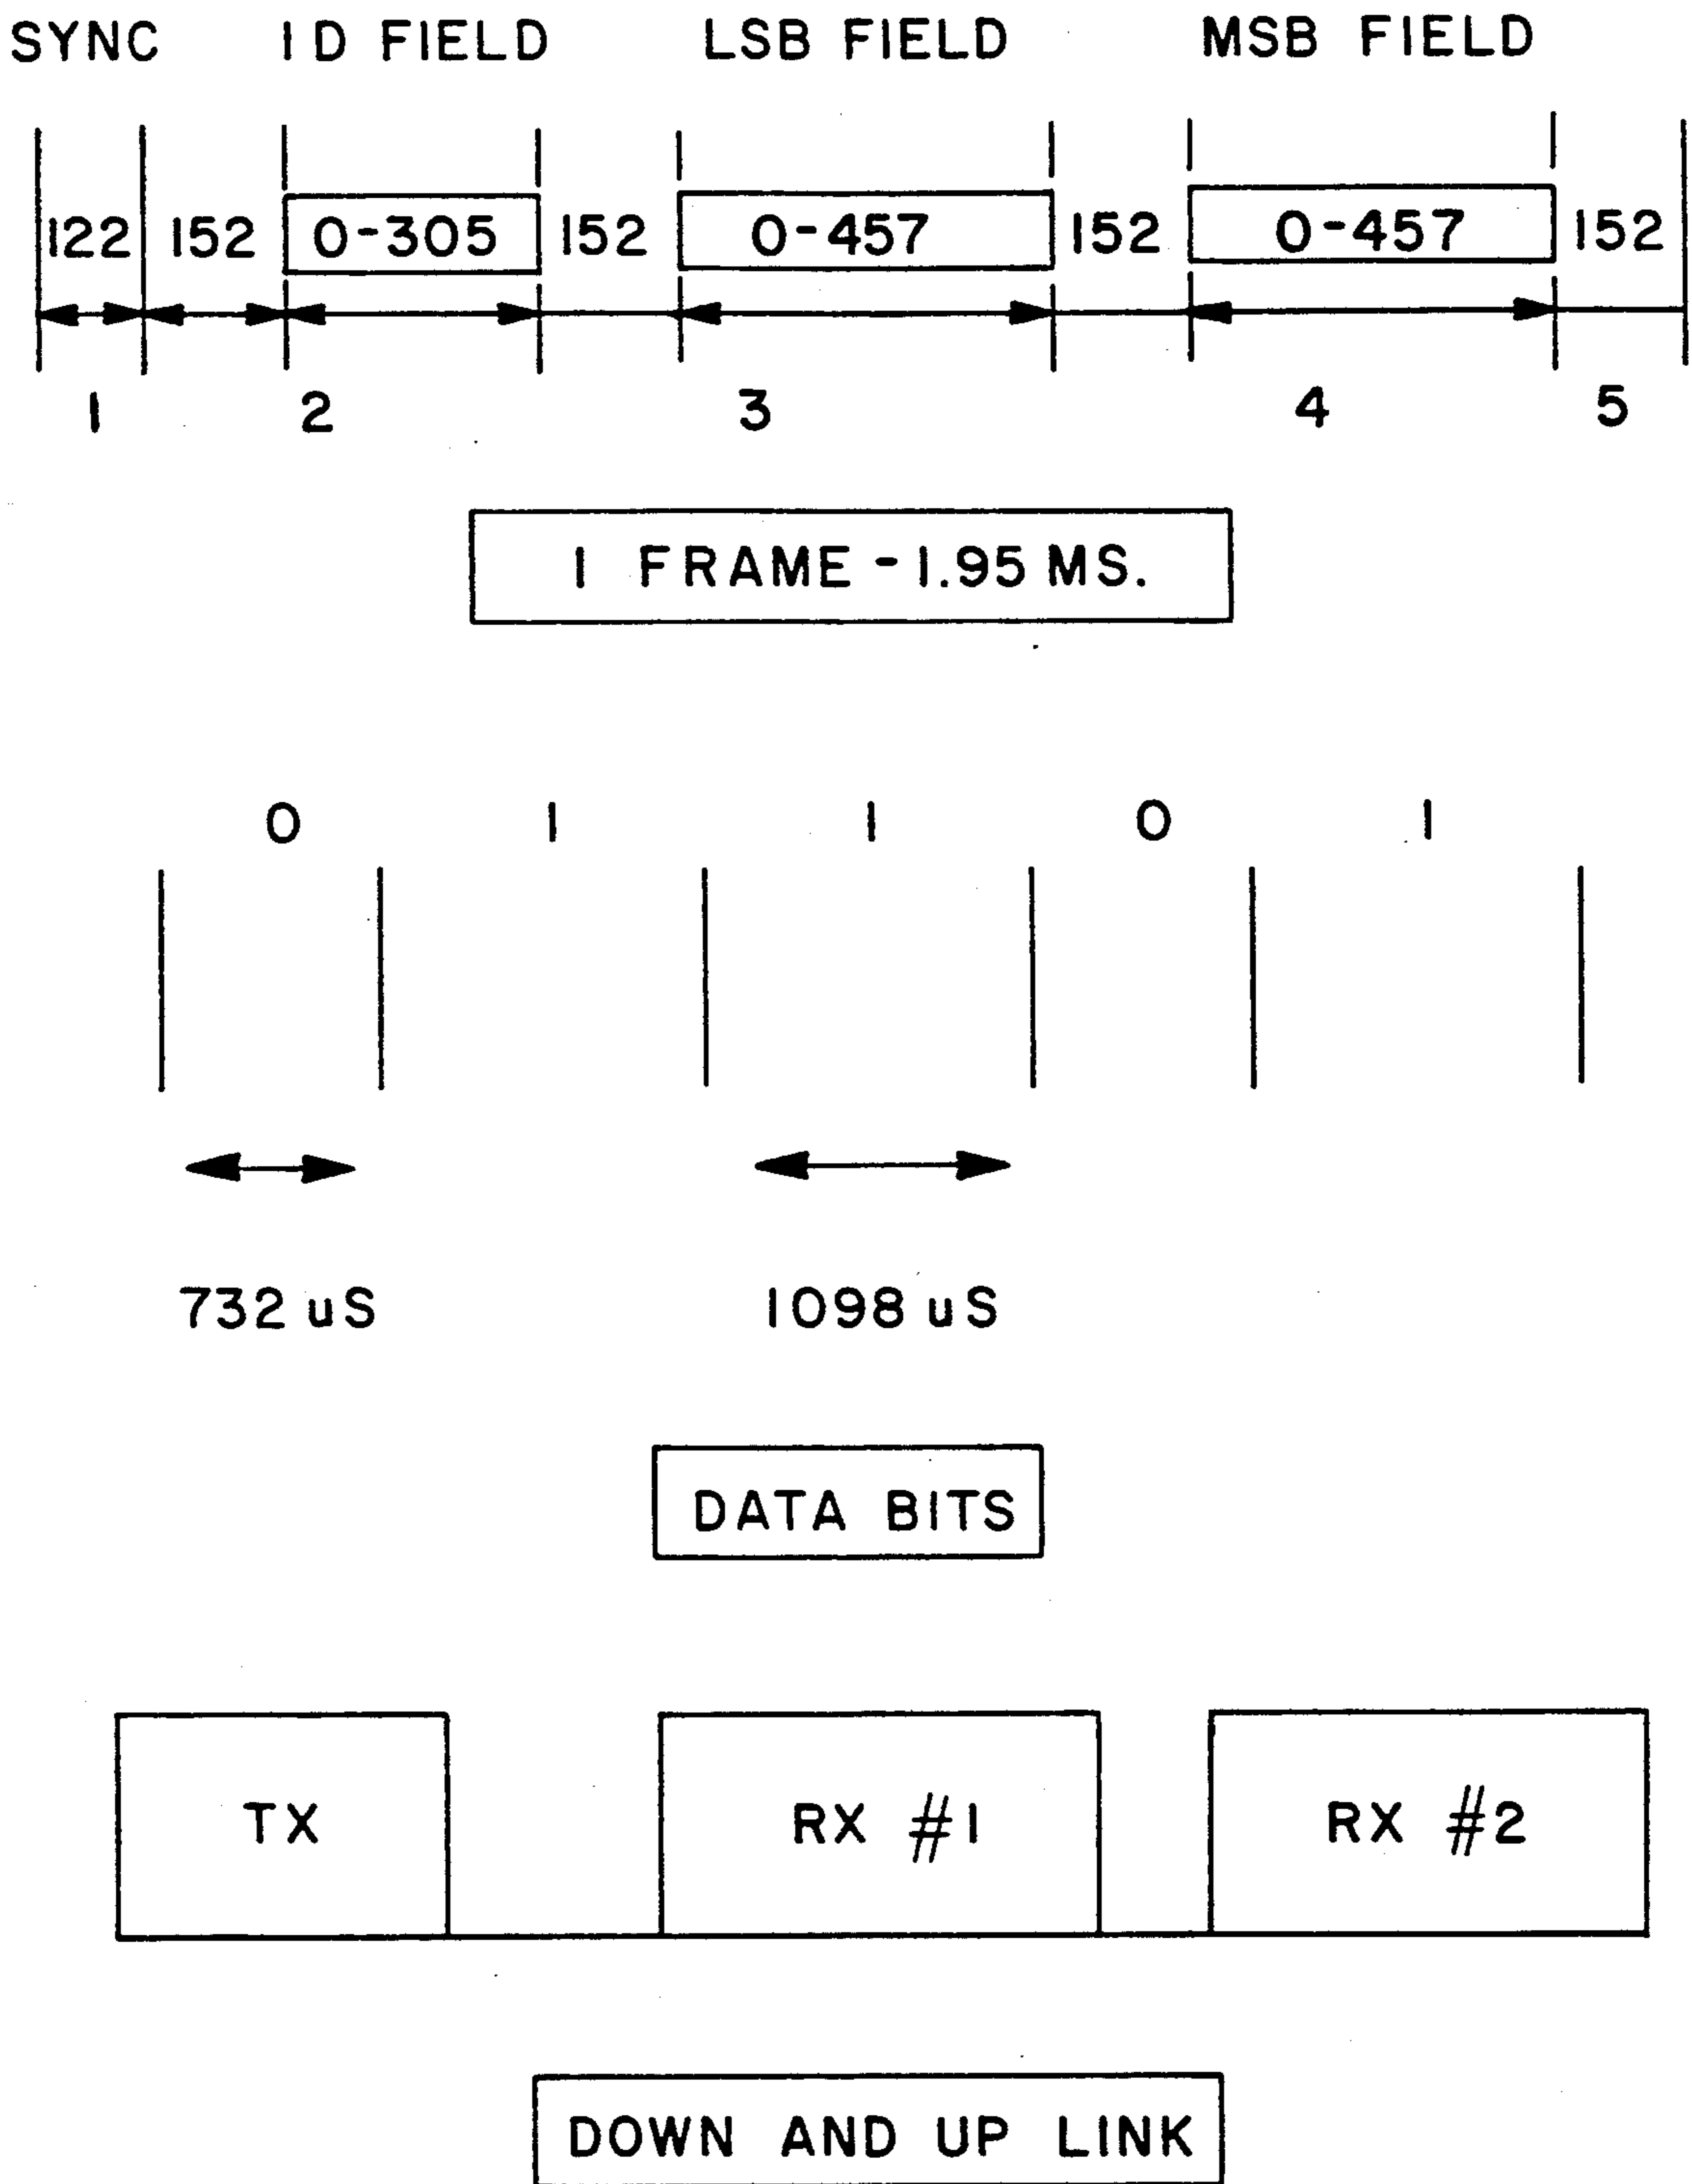 SYNC ID FIELD LSB FIELD MSB FIELD
122 152 0-305 152 0-457 152 0-457 152
1 2 3 4 5
1 FRAME - 1.95 MS.
0 1 1 0 1
732 uS 1098 uS
DATA BITS
TX RX #1 RX #2
DOWN AND UP LINK